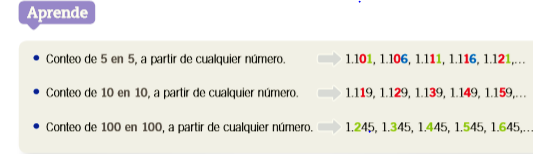 Aprende
Conteo de 5 en 5, a partir de cualquier número. 1.101, 1.106, 1.111, 1.116, 1.121,...
Conteo de 10 en 10, a partir de cualquier número. 1.119, 1.129, 1.139, 1.149, 1.159,...
Conteo de 100 en 100, a partir de cualquier número. 1.245, 1.345, 1.445, 1.545, 1.645,...